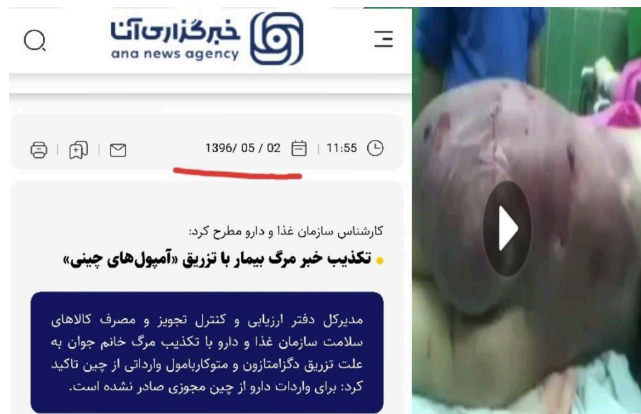 خبرگزاری آنا
ana news agency
1396/ 05 / 02 | 11:55
کارشناس سازمان غذا و دارو مطرح کرد:
تکذیب خبر مرگ بیمار با تزریق «آمپول‌های چینی»
مدیرکل دفتر ارزیابی و کنترل تجویز و مصرف کالاهای
سلامت سازمان غذا و دارو با تکذیب مرگ خانم جوان به
علت تزریق دگزامتازون و متوکاربامول وارداتی از چین تاکید
کرد: برای واردات دارو از چین مجوزی صادر نشده است.